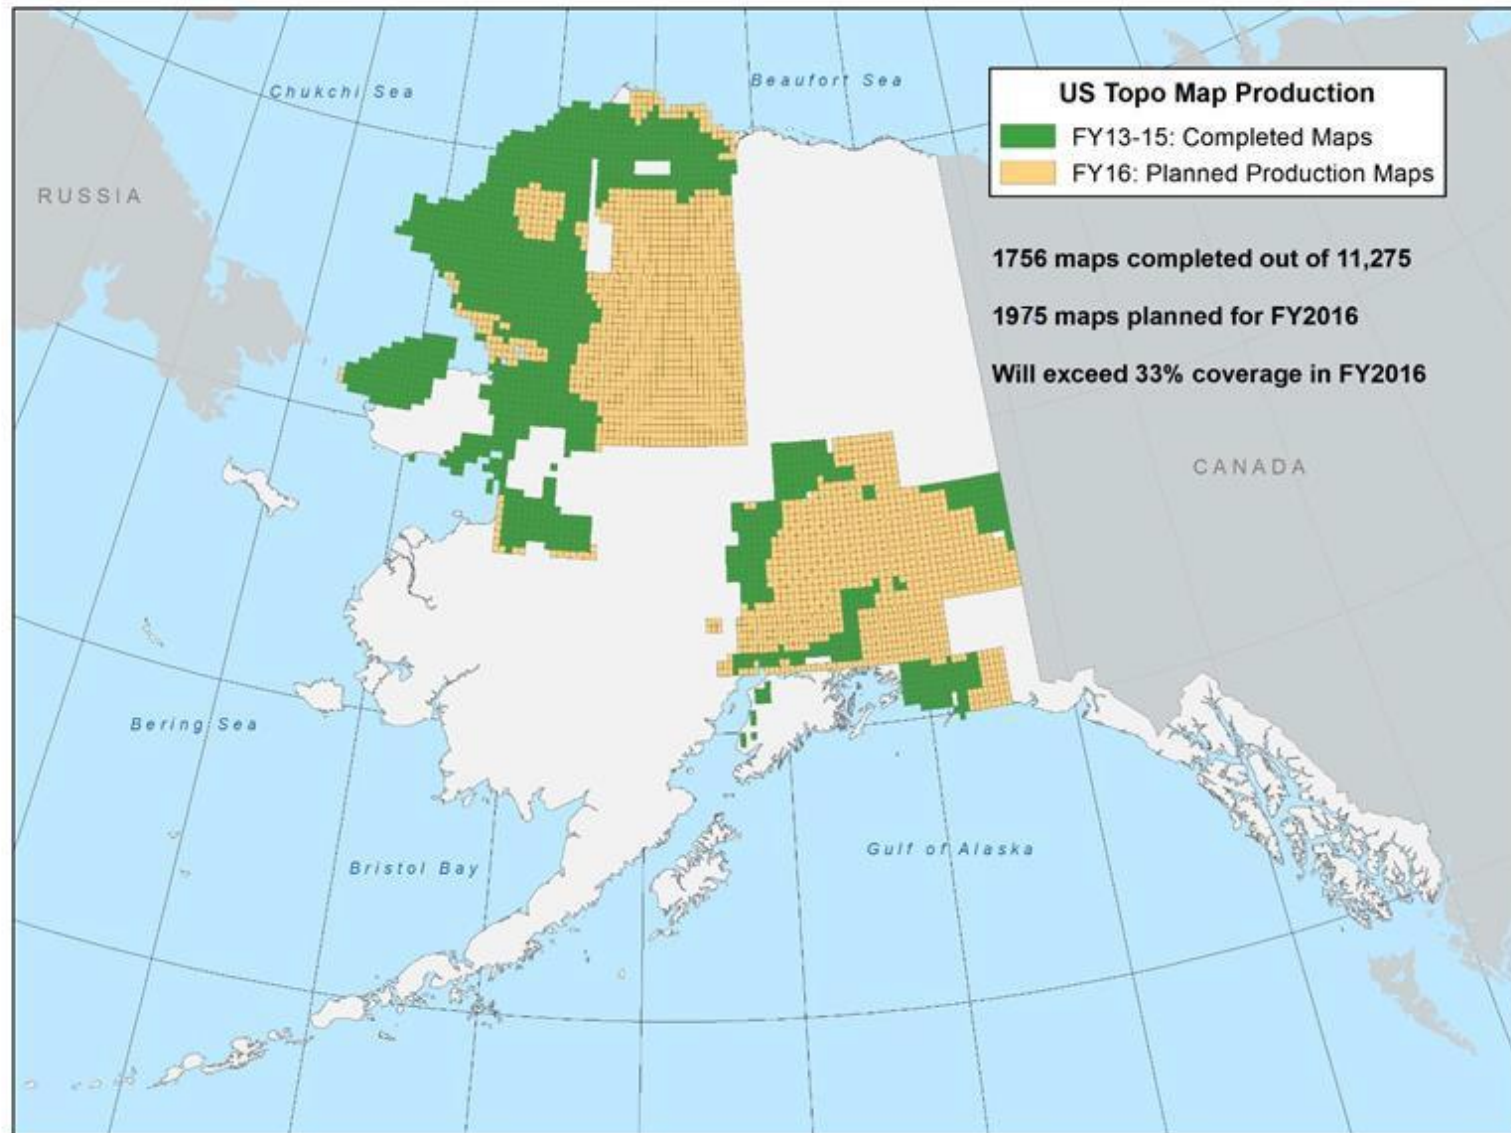 Chukchi Sea
Beaufort Sea
US Topo Map Production
FY13-15: Completed Maps
FY16: Planned Production Maps
RUSSIA
1756 maps completed out of 11,275
1975 maps planned for FY2016
Will exceed 33% coverage in FY2016
CANADA
Bering Sea
Gulf of Alaska
Bristol Bay